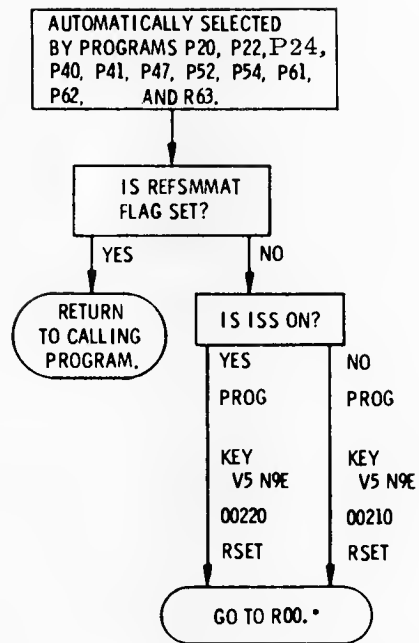 AUTOMATICALLY SELECTED
BY PROGRAMS P20, P22, P24,
P40, P41, P47, P52, P54, P61,
P62, AND R63.
IS REFSMMAT
FLAG SET?
YES
NO
RETURN
TO CALLING
PROGRAM.
IS ISS ON?
YES
NO
PROG
PROG
KEY
V5 N9E
KEY
V5 N9E
00220
00210
RSET
RSET
GO TO R00.*